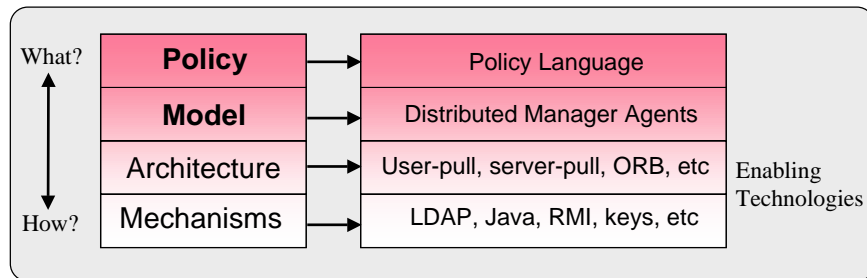 What?
Policy
Policy Language
Model
Distributed Manager Agents
Architecture
User-pull, server-pull, ORB, etc
Enabling
Technologies
How?
Mechanisms
LDAP, Java, RMI, keys, etc